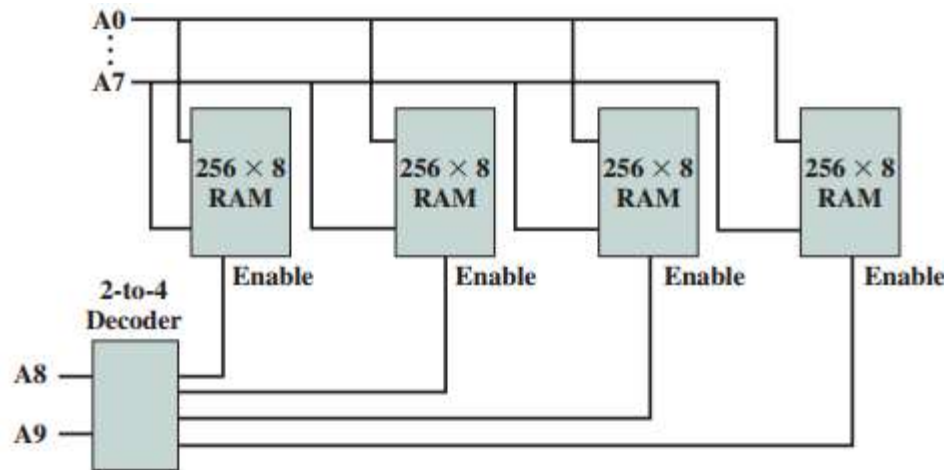 A0
A7
256 × 8
RAM
256 × 8
RAM
256 × 8
RAM
256 × 8
RAM
Enable
Enable
Enable
Enable
2-to-4
Decoder
A8
A9